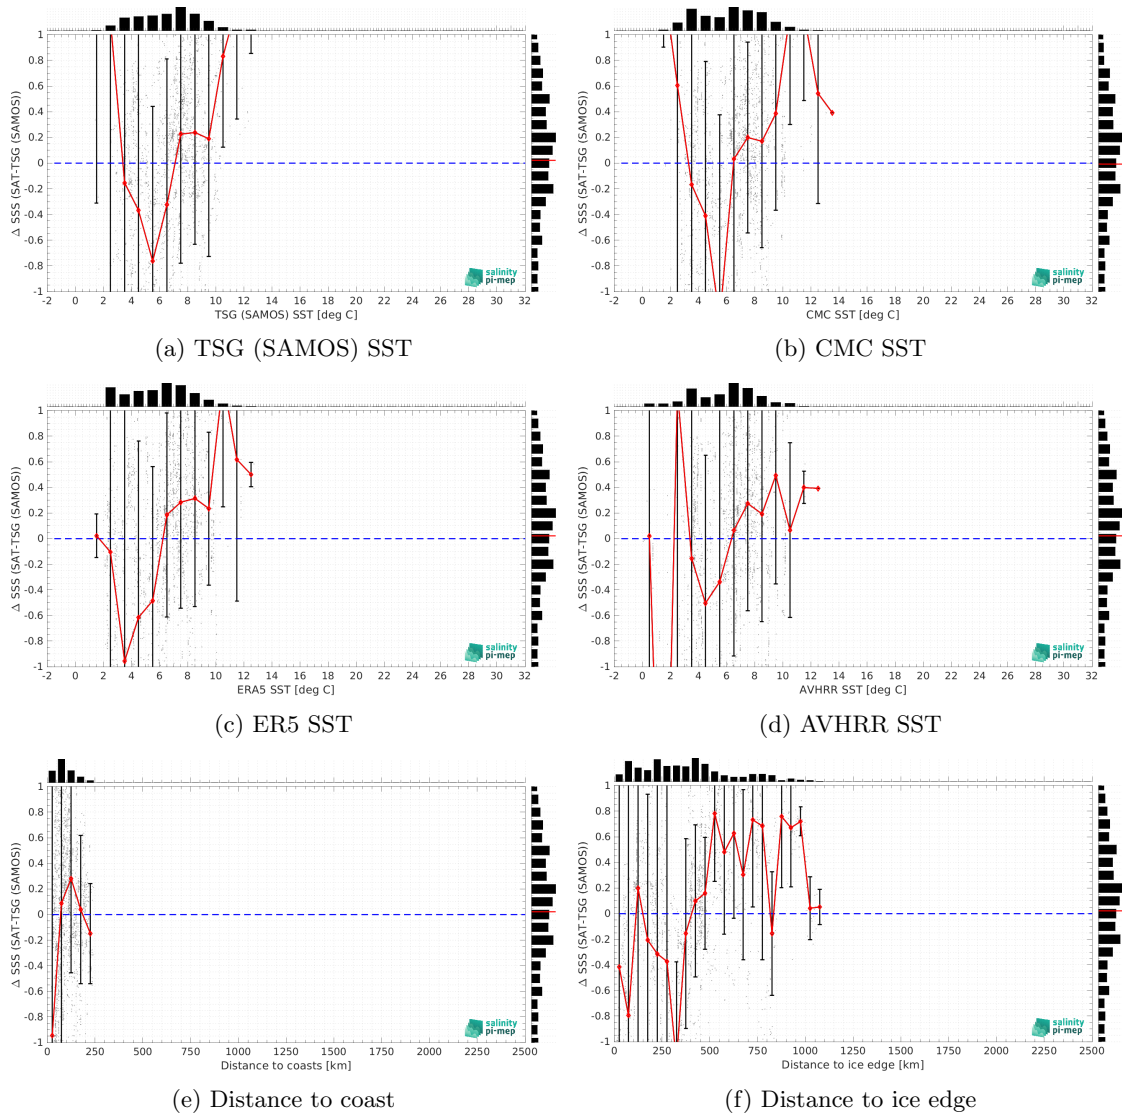 1
0.8
0.6
0.4
0.2
0
-0.2
-0.4
-0.6
-0.8
-1
Δ SSS (SAT-TSG (SAMOS))
salinity
pi-mep
-2 0 2 4 6 8 10 12 14 16 18 20 22 24 26 28 30 32
TSG (SAMOS) SST [deg C]
(a) TSG (SAMOS) SST
1
0.8
0.6
0.4
0.2
0
-0.2
-0.4
-0.6
-0.8
-1
Δ SSS (SAT-TSG (SAMOS))
salinity
pi-mep
-2 0 2 4 6 8 10 12 14 16 18 20 22 24 26 28 30 32
CMC SST [deg C]
(b) CMC SST
1
0.8
0.6
0.4
0.2
0
-0.2
-0.4
-0.6
-0.8
-1
Δ SSS (SAT-TSG (SAMOS))
salinity
pi-mep
-2 0 2 4 6 8 10 12 14 16 18 20 22 24 26 28 30 32
ERA5 SST [deg C]
(c) ER5 SST
1
0.8
0.6
0.4
0.2
0
-0.2
-0.4
-0.6
-0.8
-1
Δ SSS (SAT-TSG (SAMOS))
salinity
pi-mep
-2 0 2 4 6 8 10 12 14 16 18 20 22 24 26 28 30 32
AVHRR SST [deg C]
(d) AVHRR SST
1
0.8
0.6
0.4
0.2
0
-0.2
-0.4
-0.6
-0.8
-1
Δ SSS (SAT-TSG (SAMOS))
salinity
pi-mep
0 250 500 750 1000 1250 1500 1750 2000 2250 2500
Distance to coasts [km]
(e) Distance to coast
1
0.8
0.6
0.4
0.2
0
-0.2
-0.4
-0.6
-0.8
-1
Δ SSS (SAT-TSG (SAMOS))
salinity
pi-mep
0 250 500 750 1000 1250 1500 1750 2000 2250 2500
Distance to ice edge [km]
(f) Distance to ice edge